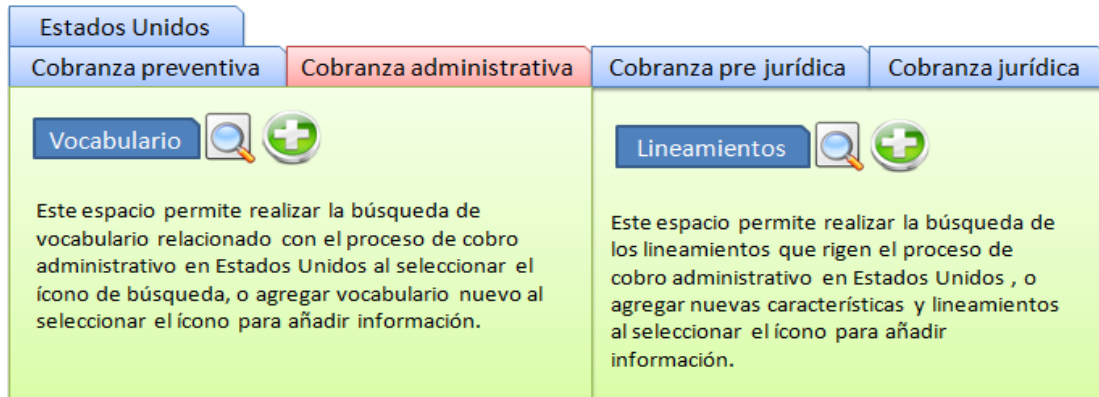 Estados Unidos
Cobranza preventiva
Cobranza administrativa
Cobranza pre jurídica
Cobranza jurídica
Vocabulario
Este espacio permite realizar la búsqueda de
vocabulario relacionado con el proceso de cobro
administrativo en Estados Unidos al seleccionar el
ícono de búsqueda, o agregar vocabulario nuevo al
seleccionar el ícono para añadir información.
Lineamientos
Este espacio permite realizar la búsqueda de
los lineamientos que rigen el proceso de
cobro administrativo en Estados Unidos , o
agregar nuevas características y lineamientos
al seleccionar el ícono para añadir
información.